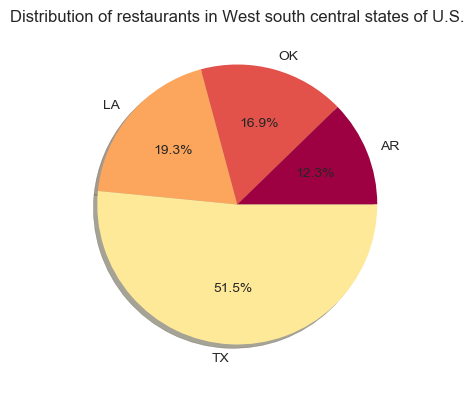 Distribution of restaurants in West south central states of U.S.
OK
LA
16.9%
AR
19.3%
12.3%
51.5%
TX